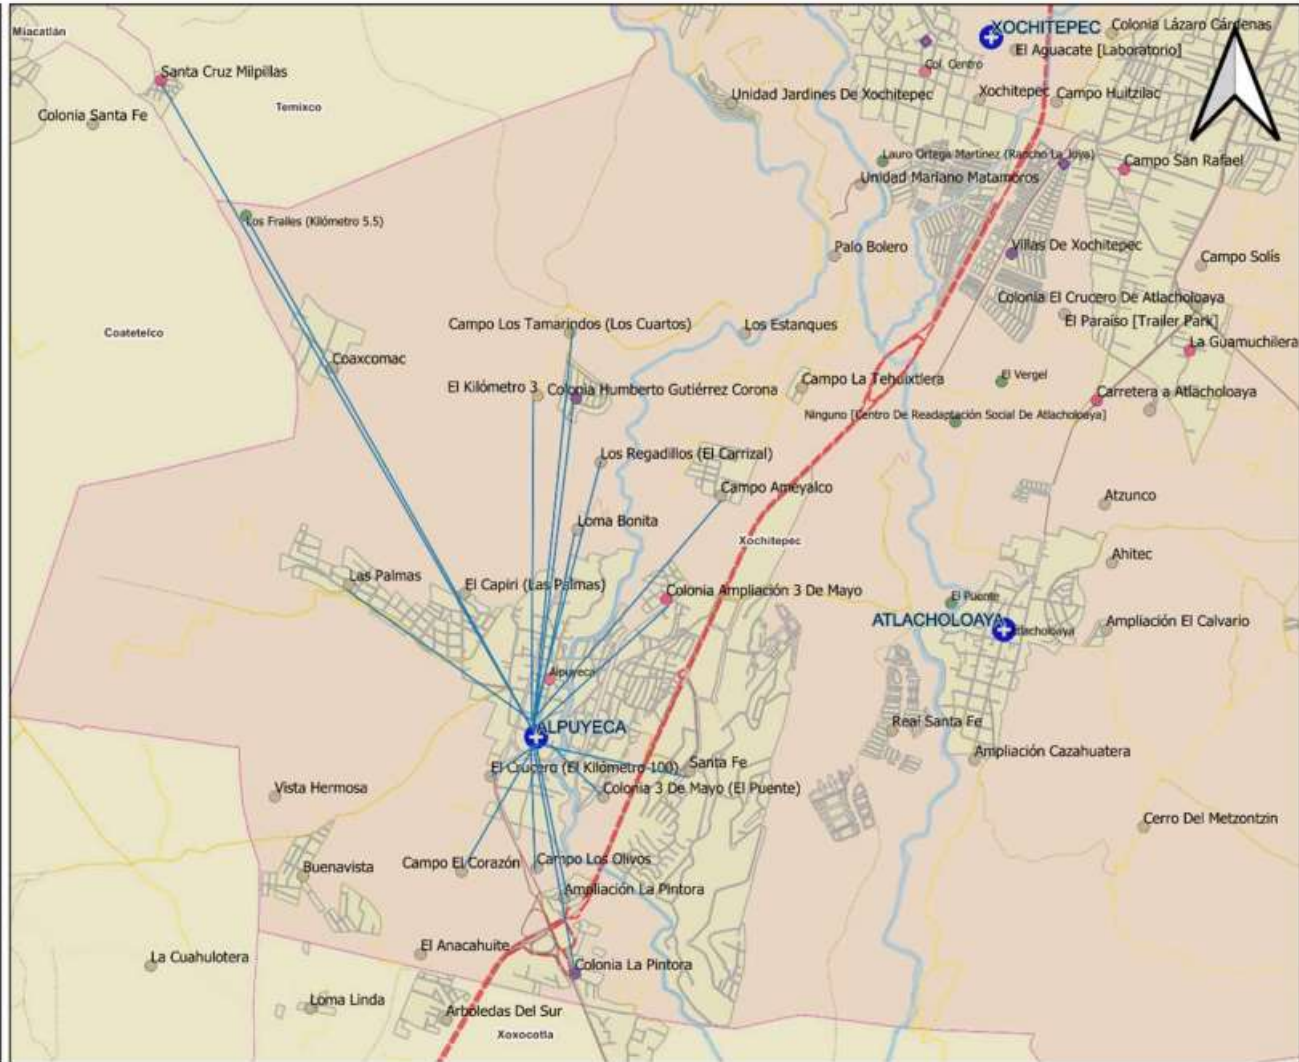 Miacatlán
XOCHITEPEC
Colonia Lázaro Cárdenas
El Aguacate [Laboratorio]
Col. Centro
Santa Cruz Milpillas
Temixco
Unidad Jardines De Xochitepec
Xochitepec
Campo Huitzilac
Colonia Santa Fe
Lauro Ortega Martínez (Rancho La Joya)
Campo San Rafael
Unidad Mariano Matamoros
Los Frailes (Kilómetro 5.5)
Palo Bolero
Villas De Xochitepec
Campo Solís
Colonia El Crucero De Atlacholoaya
Coatetelco
Campo Los Tamarindos (Los Cuartos)
Los Estanques
El Paraíso [Trailer Park]
La Guamuchilera
Coaxcomac
El Kilómetro 3
Colonia Humberto Gutiérrez Corona
Campo La Tehuixtlera
El Vergel
Carretera a Atlacholoaya
Ninguno [Centro De Readaptación Social De Atlacholoaya]
Los Regadillos (El Carrizal)
Campo Ameyalco
Atzunco
Loma Bonita
Xochitepec
Ahitec
Las Palmas
El Capiri (Las Palmas)
Colonia Ampliación 3 De Mayo
El Puente
ATLACHOLOAYA
Atlacholoaya
Ampliación El Calvario
Alpuyeca
ALPUYECA
Real Santa Fe
Ampliación Cazahuatera
El Crucero (El Kilómetro 100)
Santa Fe
Vista Hermosa
Colonia 3 De Mayo (El Puente)
Cerro Del Metzontzin
Buenavista
Campo El Corazón
Campo Los Olivos
Ampliación La Pintora
El Anacahuite
La Cuahulotera
Colonia La Pintora
Loma Linda
Arboledas Del Sur
Xoxocotla